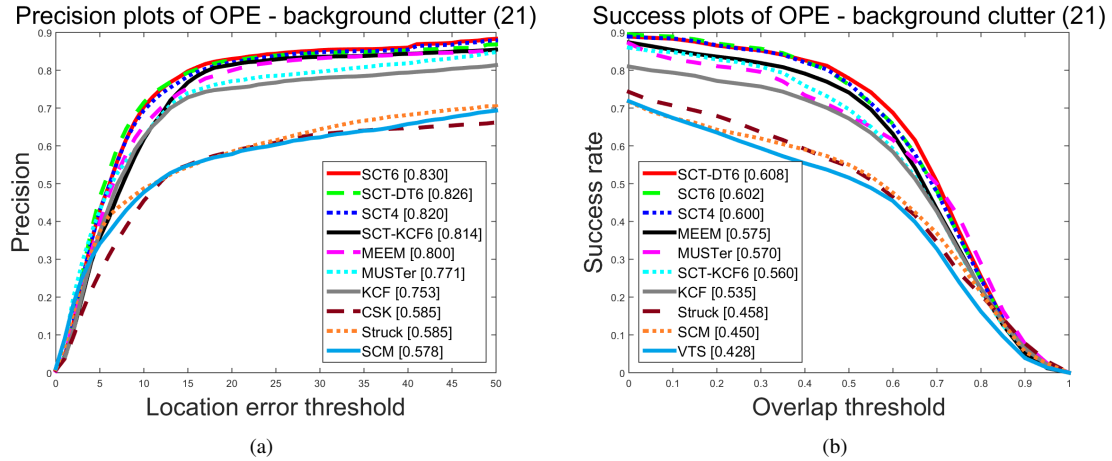 Precision plots of OPE - background clutter (21)
0.9
0.8
0.7
0.6
0.5
0.4
0.3
0.2
0.1
0
Precision
SCT6 [0.830]
SCT-DT6 [0.826]
SCT4 [0.820]
SCT-KCF6 [0.814]
MEEM [0.800]
MUSTer [0.771]
KCF [0.753]
CSK [0.585]
Struck [0.585]
SCM [0.578]
0 5 10 15 20 25 30 35 40 45 50
Location error threshold
(a)
Success plots of OPE - background clutter (21)
0.9
0.8
0.7
0.6
0.5
0.4
0.3
0.2
0.1
0
Success rate
SCT-DT6 [0.608]
SCT6 [0.602]
SCT4 [0.600]
MEEM [0.575]
MUSTer [0.570]
SCT-KCF6 [0.560]
KCF [0.535]
Struck [0.458]
SCM [0.450]
VTS [0.428]
0 0.1 0.2 0.3 0.4 0.5 0.6 0.7 0.8 0.9 1
Overlap threshold
(b)